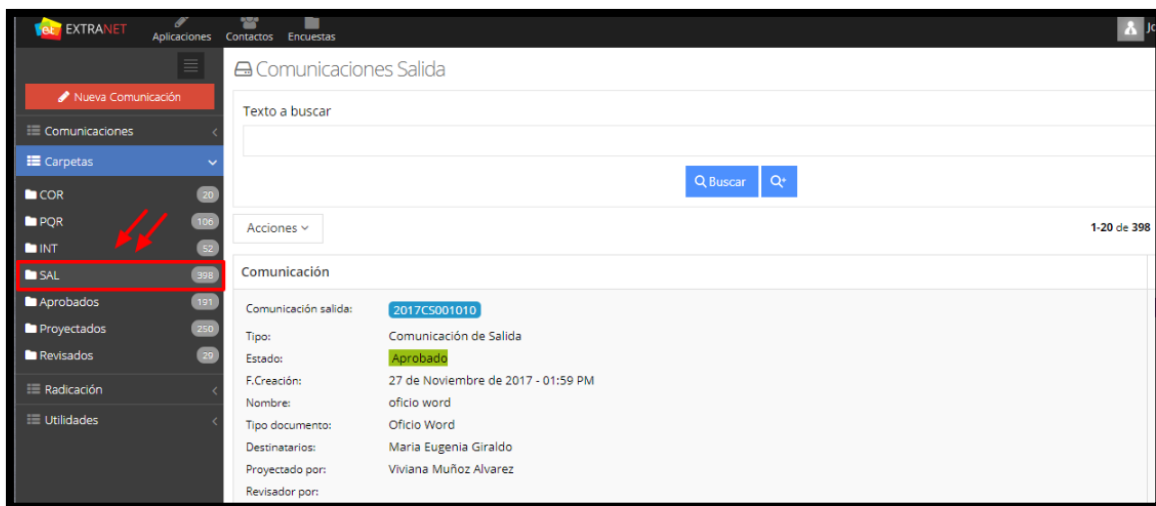 EXTRANET
Aplicaciones
Contactos
Encuestas
Jo
Nueva Comunicación
Comunicaciones
Carpetas
COR 20
PQR 106
INT 52
SAL 398
Aprobados 191
Proyectados 250
Revisados 29
Radicación
Utilidades
Comunicaciones Salida
Texto a buscar
Buscar
Acciones
1-20 de 398
Comunicación
Comunicación salida: 2017CS001010
Tipo: Comunicación de Salida
Estado: Aprobado
F.Creación: 27 de Noviembre de 2017 - 01:59 PM
Nombre: oficio word
Tipo documento: Oficio Word
Destinatarios: Maria Eugenia Giraldo
Proyectado por: Viviana Muñoz Alvarez
Revisador por: